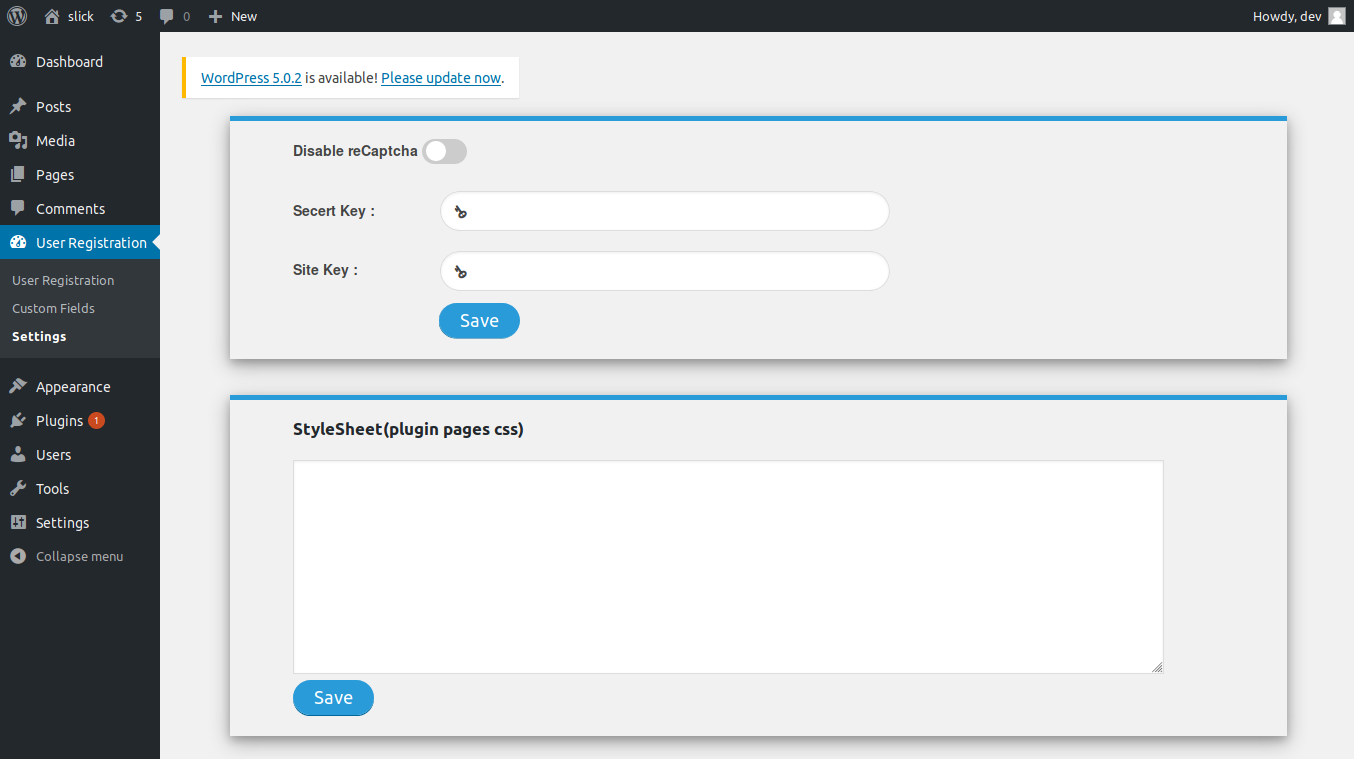 slick 5 0 New Howdy, dev
Dashboard
Posts
Media
Pages
Comments
User Registration
User Registration
Custom Fields
Settings
Appearance
Plugins 1
Users
Tools
Settings
Collapse menu
WordPress 5.0.2 is available! Please update now.
Disable reCaptcha
Secert Key :
Site Key :
Save
StyleSheet(plugin pages css)
Save